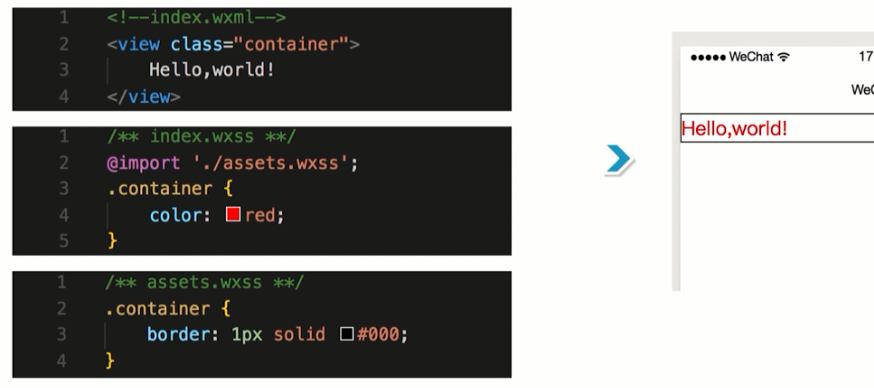 1 <!--index.wxml-->
2 <view class="container">
3 Hello,world!
4 </view>
1 /** index.wxss **/
2 @import './assets.wxss';
3 .container {
4 color: red;
5 }
1 /** assets.wxss **/
2 .container {
3 border: 1px solid #000;
4 }
WeChat 17
WeC
Hello,world!